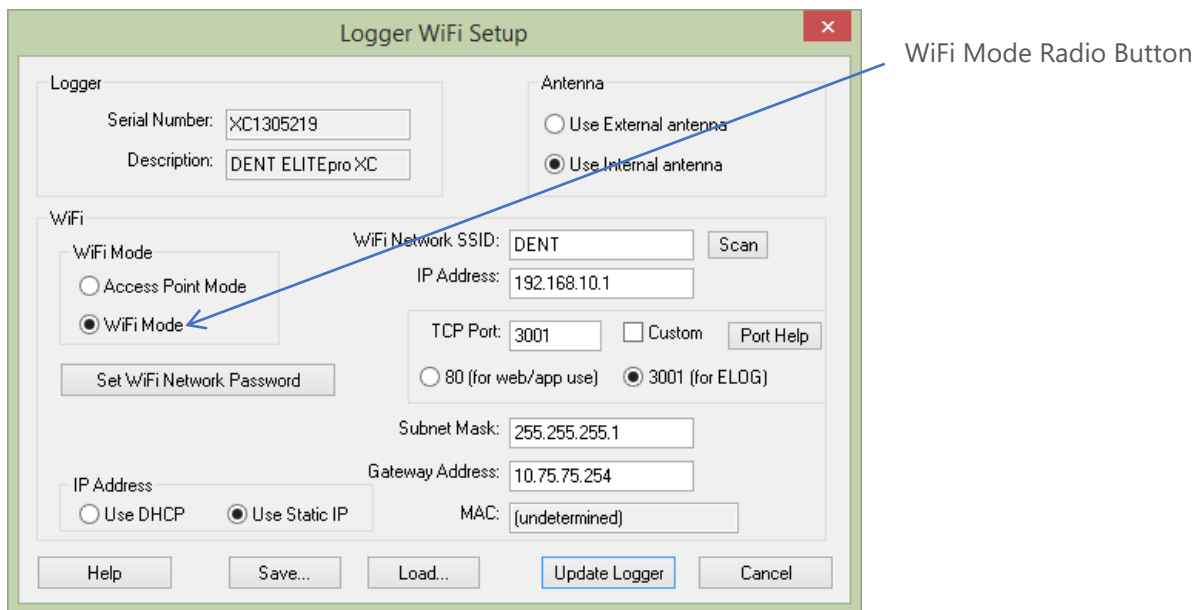 Logger WiFi Setup
WiFi Mode Radio Button
Logger
Serial Number: XC1305219
Description: DENT ELITEpro XC
Antenna
Use External antenna
Use Internal antenna
WiFi
WiFi Mode
Access Point Mode
WiFi Mode
Set WiFi Network Password
WiFi Network SSID: DENT Scan
IP Address: 192.168.10.1
TCP Port: 3001 Custom Port Help
80 (for web/app use) 3001 (for ELOG)
Subnet Mask: 255.255.255.1
Gateway Address: 10.75.75.254
MAC: (undetermined)
IP Address
Use DHCP Use Static IP
Help Save... Load... Update Logger Cancel